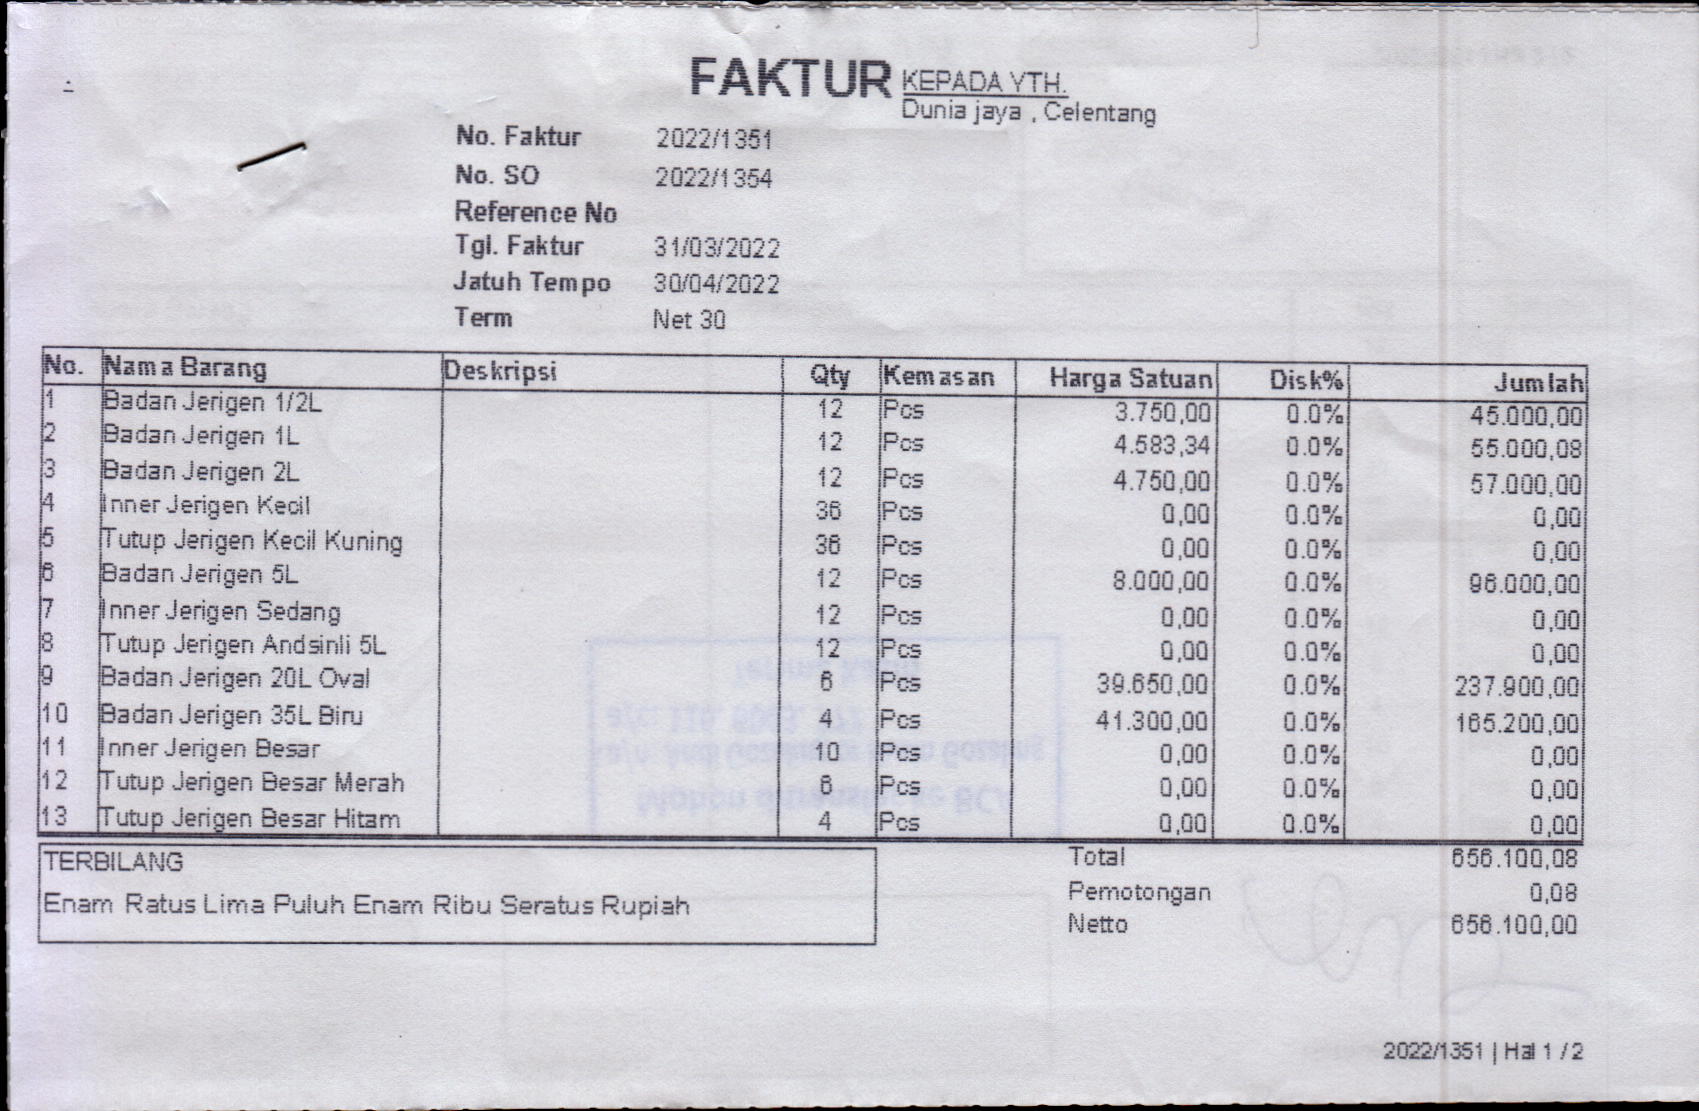 FAKTUR
KEPADA YTH.
Dunia jaya , Celentang
No. Faktur 2022/1351
No. SO 2022/1354
Reference No
Tgl. Faktur 31/03/2022
Jatuh Tempo 30/04/2022
Term Net 30
No. Nama Barang Deskripsi Qty Kemasan Harga Satuan Disk% Jumlah
1 Badan Jerigen 1/2L 12 Pcs 3.750,00 0.0% 45.000,00
2 Badan Jerigen 1L 12 Pcs 4.583,34 0.0% 55.000,08
3 Badan Jerigen 2L 12 Pcs 4.750,00 0.0% 57.000,00
4 Inner Jerigen Kecil 36 Pcs 0,00 0.0% 0,00
5 Tutup Jerigen Kecil Kuning 36 Pcs 0,00 0.0% 0,00
6 Badan Jerigen 5L 12 Pcs 8.000,00 0.0% 96.000,00
7 Inner Jerigen Sedang 12 Pcs 0,00 0.0% 0,00
8 Tutup Jerigen Andsinli 5L 12 Pcs 0,00 0.0% 0,00
9 Badan Jerigen 20L Oval 6 Pcs 39.650,00 0.0% 237.900,00
10 Badan Jerigen 35L Biru 4 Pcs 41.300,00 0.0% 165.200,00
11 Inner Jerigen Besar 10 Pcs 0,00 0.0% 0,00
12 Tutup Jerigen Besar Merah 6 Pcs 0,00 0.0% 0,00
13 Tutup Jerigen Besar Hitam 4 Pcs 0,00 0.0% 0,00
TERBILANG
Enam Ratus Lima Puluh Enam Ribu Seratus Rupiah
Total 656.100,08
Pemotongan 0,08
Netto 656.100,00
2022/1351 | Hal 1 / 2